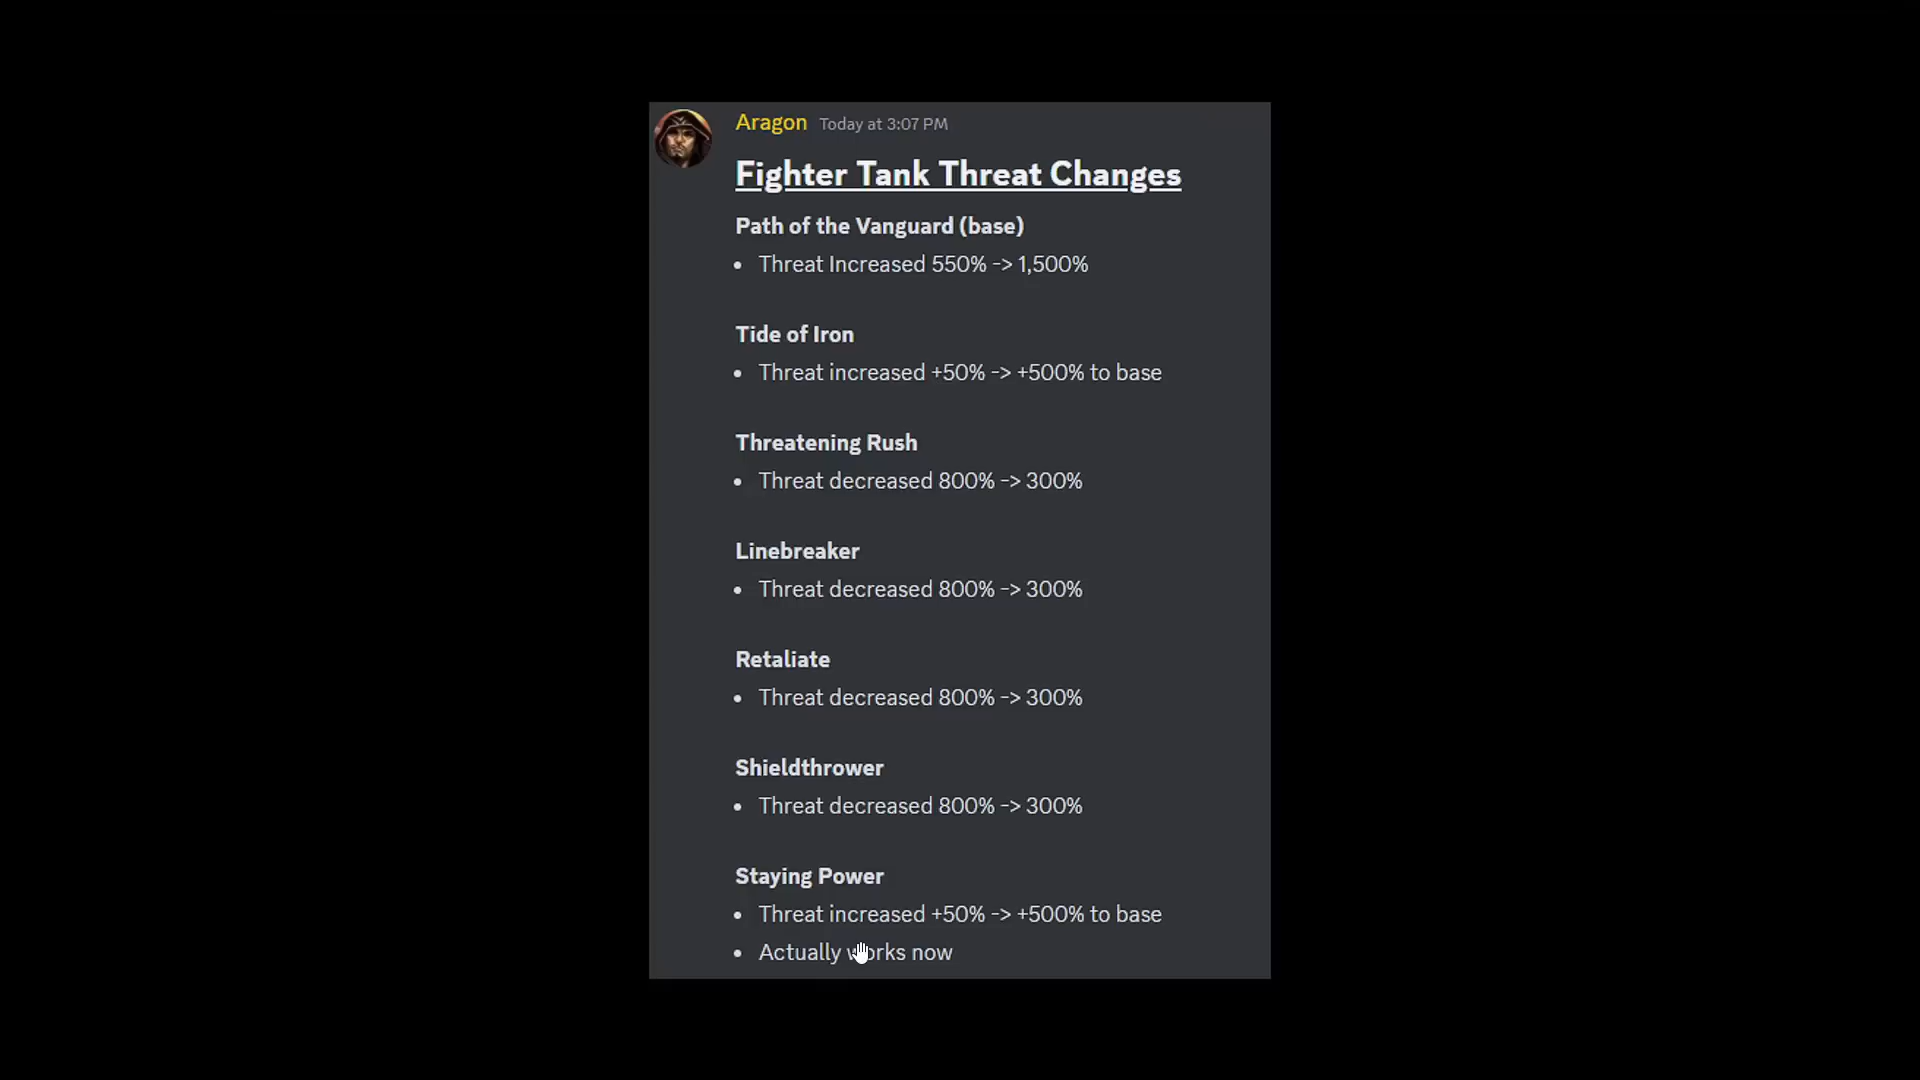 Aragon Today at 3:07 PM
Fighter Tank Threat Changes
Path of the Vanguard (base)
• Threat Increased 550% -> 1,500%
Tide of Iron
• Threat increased +50% -> +500% to base
Threatening Rush
• Threat decreased 800% -> 300%
Linebreaker
• Threat decreased 800% -> 300%
Retaliate
• Threat decreased 800% -> 300%
Shieldthrower
• Threat decreased 800% -> 300%
Staying Power
• Threat increased +50% -> +500% to base
• Actually works now